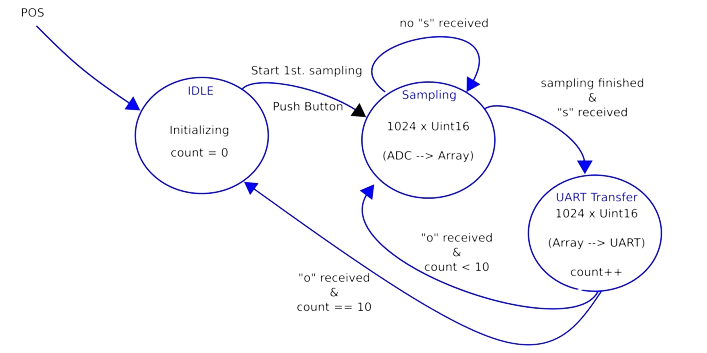 POS
no "s" received
Start 1st. sampling
Push Button
sampling finished
&
"s" received
IDLE
Initializing
count = 0
Sampling
1024 x Uint16
(ADC --> Array)
UART Transfer
1024 x Uint16
(Array --> UART)
count++
"o" received
&
count < 10
"o" received
&
count == 10